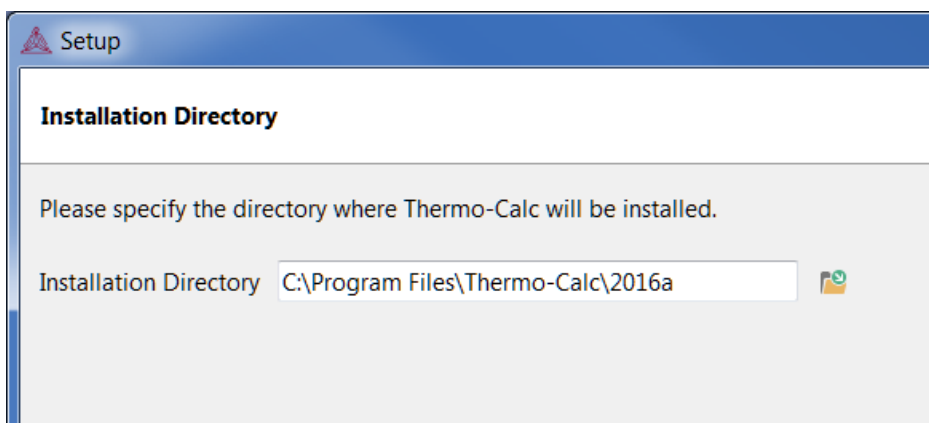 Setup
Installation Directory
Please specify the directory where Thermo-Calc will be installed.
Installation Directory C:\Program Files\Thermo-Calc\2016a